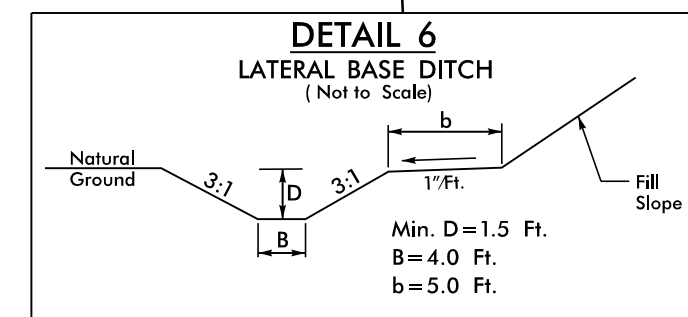 DETAIL 6
LATERAL BASE DITCH
( Not to Scale)
b
Natural
Ground
3:1
D
3:1
1"/Ft.
Fill
Slope
B
Min. D=1.5 Ft.
B=4.0 Ft.
b=5.0 Ft.